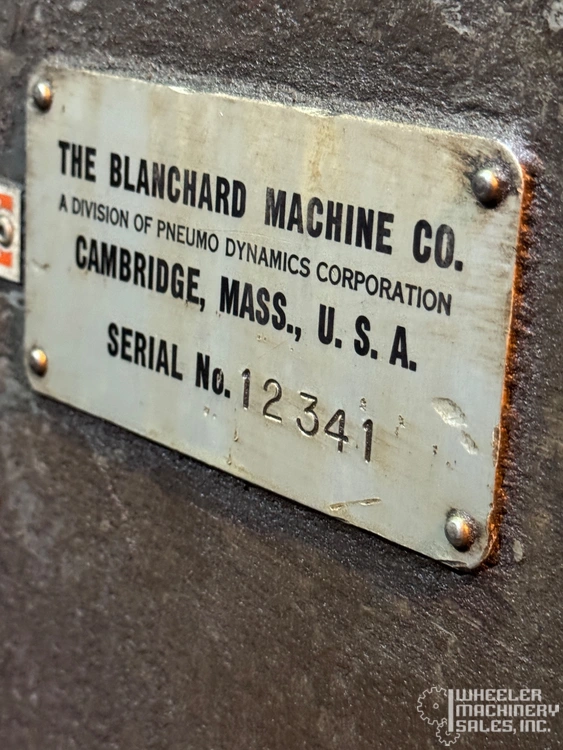 THE BLANCHARD MACHINE CO.
A DIVISION OF PNEUMO DYNAMICS CORPORATION
CAMBRIDGE, MASS., U. S. A.
SERIAL No. 12341
WHEELER
MACHINERY
SALES, INC.